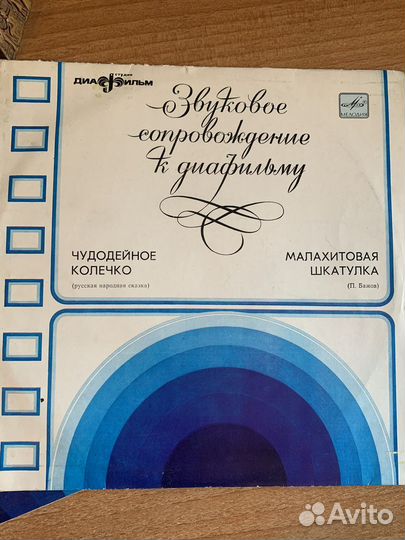 студия
ДИАФИЛЬМ
Звуковое
сопровождение
к диафильму
МЕЛОДИЯ
ЧУДОДЕЙНОЕ
КОЛЕЧКО
(русская народная сказка)
МАЛАХИТОВАЯ
ШКАТУЛКА
(П. Бажов)
Avito